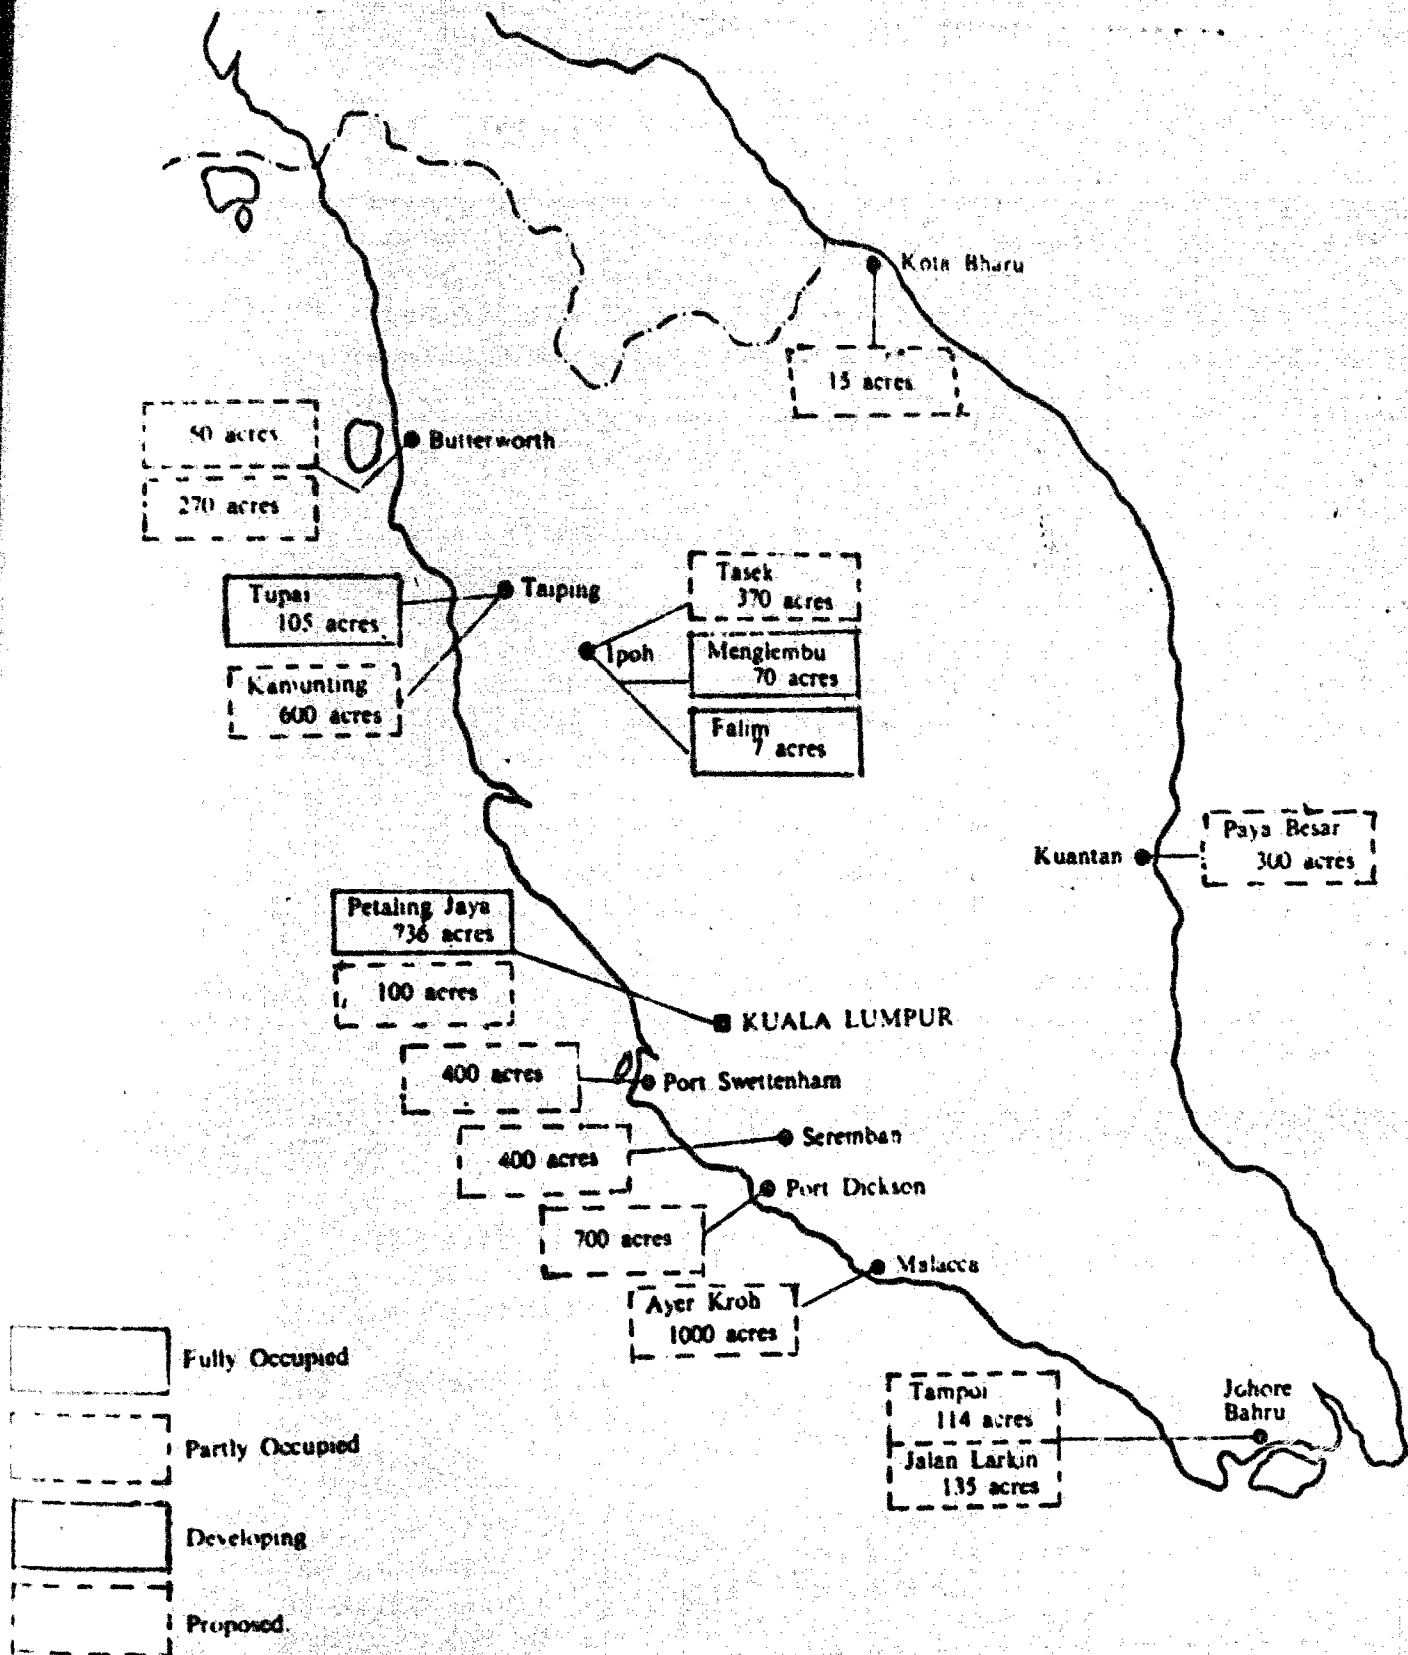 Kota Bharu
15 acres
50 acres
Butterworth
270 acres
Tupai
105 acres
Taiping
Kamunting
600 acres
Ipoh
Tasek
370 acres
Menglembu
70 acres
Falim
7 acres
Kuantan
Paya Besar
300 acres
Petaling Jaya
736 acres
100 acres
KUALA LUMPUR
400 acres
Port Swettenham
400 acres
Seremban
Port Dickson
700 acres
Malacca
Ayer Kroh
1000 acres
Tampoi
114 acres
Jalan Larkin
135 acres
Johore
Bahru
Fully Occupied
Partly Occupied
Developing
Proposed.